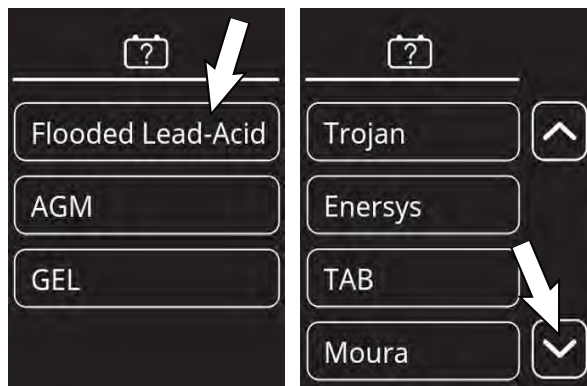 ?
Flooded Lead-Acid
AGM
GEL
?
Trojan
Enersys
TAB
Moura